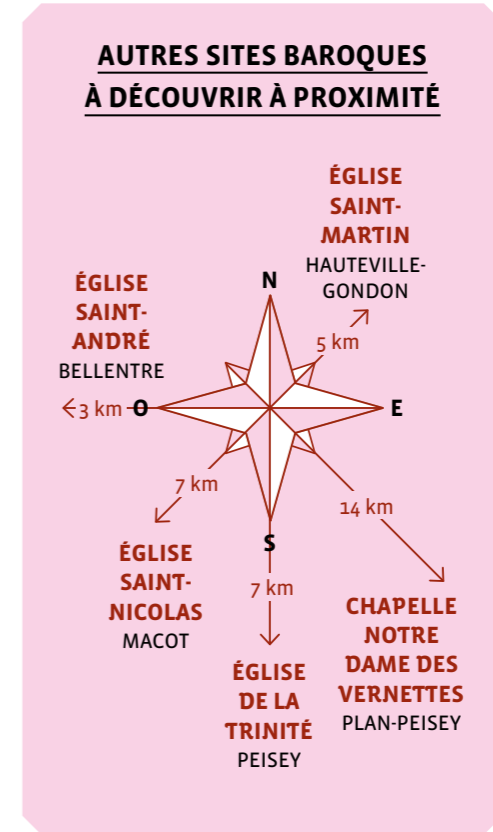 AUTRES SITES BAROQUES
À DÉCOUVRIR À PROXIMITÉ
ÉGLISE
SAINT-
MARTIN
HAUTEVILLE-
GONDON
5 km
N
ÉGLISE
SAINT-
ANDRÉ
BELLENTRE
3 km
O
E
7 km
ÉGLISE
SAINT-
NICOLAS
MACOT
S
7 km
ÉGLISE
DE LA
TRINITÉ
PEISEY
14 km
CHAPELLE
NOTRE
DAME DES
VERNETTES
PLAN-PEISEY